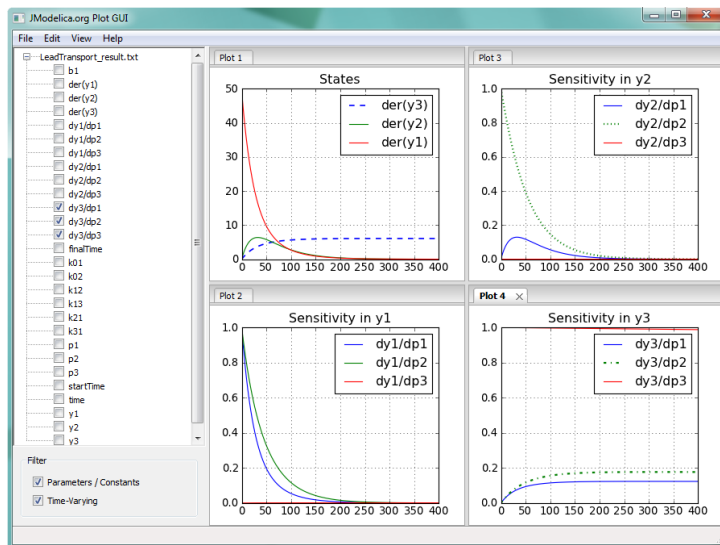 JModelica.org Plot GUI
File Edit View Help
LeadTransport_result.txt
b1
der(y1)
der(y2)
der(y3)
dy1/dp1
dy1/dp2
dy1/dp3
dy2/dp1
dy2/dp2
dy2/dp3
dy3/dp1
dy3/dp2
dy3/dp3
finalTime
k01
k02
k12
k13
k21
k31
p1
p2
p3
startTime
time
y1
y2
y3
Filter
Parameters / Constants
Time-Varying
Plot 1
States
50
40
30
20
10
0
0 50 100 150 200 250 300 350 400
der(y3)
der(y2)
der(y1)
Plot 3
Sensitivity in y2
1.0
0.8
0.6
0.4
0.2
0.0
0 50 100 150 200 250 300 350 400
dy2/dp1
dy2/dp2
dy2/dp3
Plot 2
Sensitivity in y1
1.0
0.8
0.6
0.4
0.2
0.0
0 50 100 150 200 250 300 350 400
dy1/dp1
dy1/dp2
dy1/dp3
Plot 4
Sensitivity in y3
1.0
0.8
0.6
0.4
0.2
0.0
0 50 100 150 200 250 300 350 400
dy3/dp1
dy3/dp2
dy3/dp3